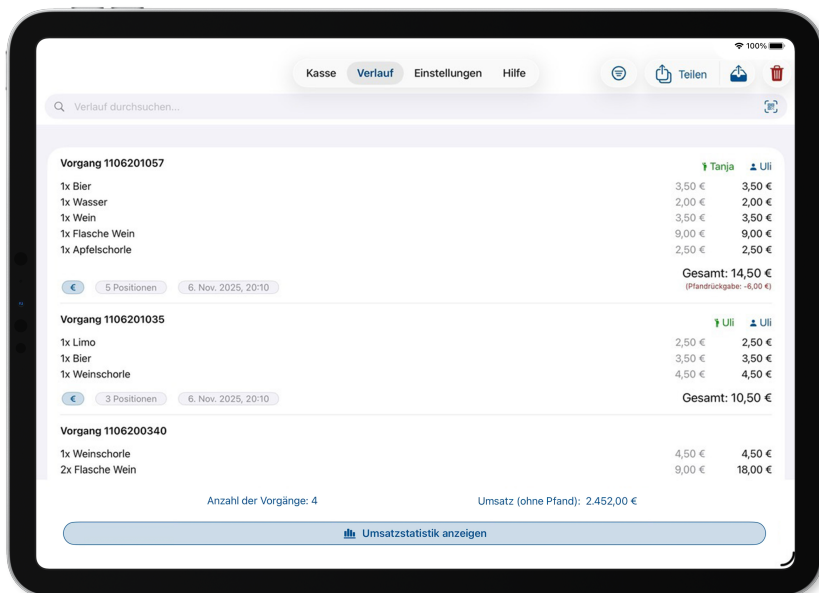 100%
Kasse Verlauf Einstellungen Hilfe Teilen
Verlauf durchsuchen...
Vorgang 1106201057 Tanja Uli
1x Bier 3,50 € 3,50 €
1x Wasser 2,00 € 2,00 €
1x Wein 3,50 € 3,50 €
1x Flasche Wein 9,00 € 9,00 €
1x Apfelschorle 2,50 € 2,50 €
Gesamt: 14,50 €
€ 5 Positionen 6. Nov. 2025, 20:10 (Pfandrückgabe: -6,00 €)
Vorgang 1106201035 Uli Uli
1x Limo 2,50 € 2,50 €
1x Bier 3,50 € 3,50 €
1x Weinschorle 4,50 € 4,50 €
€ 3 Positionen 6. Nov. 2025, 20:10 Gesamt: 10,50 €
Vorgang 1106200340
1x Weinschorle 4,50 € 4,50 €
2x Flasche Wein 9,00 € 18,00 €
Anzahl der Vorgänge: 4 Umsatz (ohne Pfand): 2.452,00 €
Umsatzstatistik anzeigen